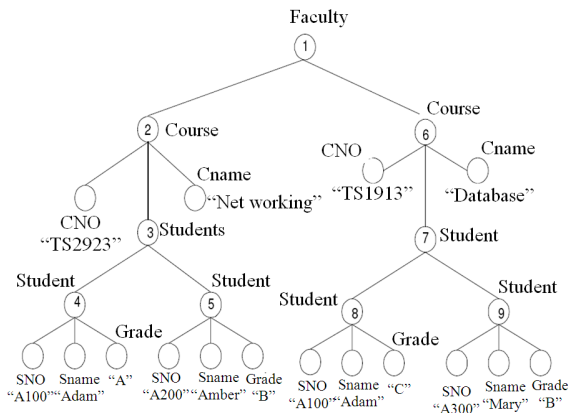 Faculty
1
Course
2 Course
6
CNO
Cname
Cname
"Net working"
"TS1913"
"Database"
CNO
"TS2923"
3 Students
7 Student
Student
Student
Student
Student
4
5
8
9
Grade
Grade
SNO Sname "A" SNO Sname Grade
"A100" "Adam" "A200" "Amber" "B"
SNO Sname "C" SNO Sname Grade
"A100" "Adam" "A300" "Mary" "B"